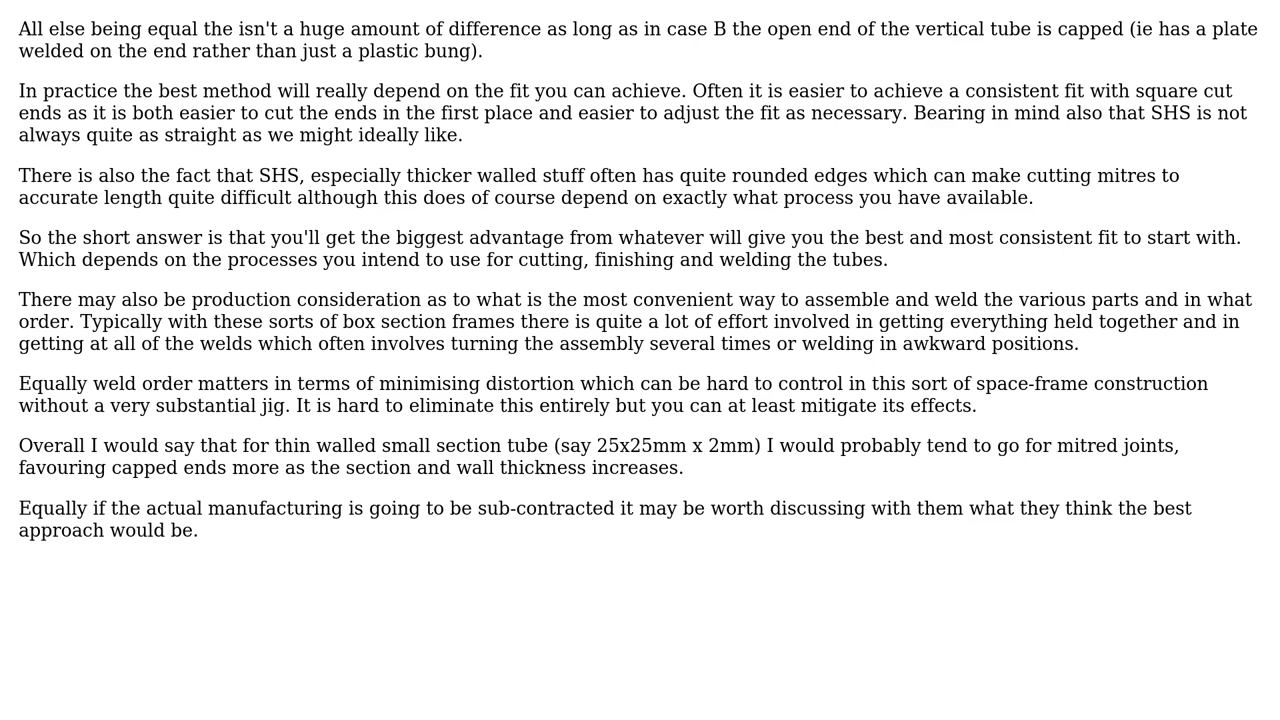 All else being equal the isn't a huge amount of difference as long as in case B the open end of the vertical tube is capped (ie has a plate
welded on the end rather than just a plastic bung).
In practice the best method will really depend on the fit you can achieve. Often it is easier to achieve a consistent fit with square cut
ends as it is both easier to cut the ends in the first place and easier to adjust the fit as necessary. Bearing in mind also that SHS is not
always quite as straight as we might ideally like.
There is also the fact that SHS, especially thicker walled stuff often has quite rounded edges which can make cutting mitres to
accurate length quite difficult although this does of course depend on exactly what process you have available.
So the short answer is that you'll get the biggest advantage from whatever will give you the best and most consistent fit to start with.
Which depends on the processes you intend to use for cutting, finishing and welding the tubes.
There may also be production consideration as to what is the most convenient way to assemble and weld the various parts and in what
order. Typically with these sorts of box section frames there is quite a lot of effort involved in getting everything held together and in
getting at all of the welds which often involves turning the assembly several times or welding in awkward positions.
Equally weld order matters in terms of minimising distortion which can be hard to control in this sort of space-frame construction
without a very substantial jig. It is hard to eliminate this entirely but you can at least mitigate its effects.
Overall I would say that for thin walled small section tube (say 25x25mm x 2mm) I would probably tend to go for mitred joints,
favouring capped ends more as the section and wall thickness increases.
Equally if the actual manufacturing is going to be sub-contracted it may be worth discussing with them what they think the best
approach would be.